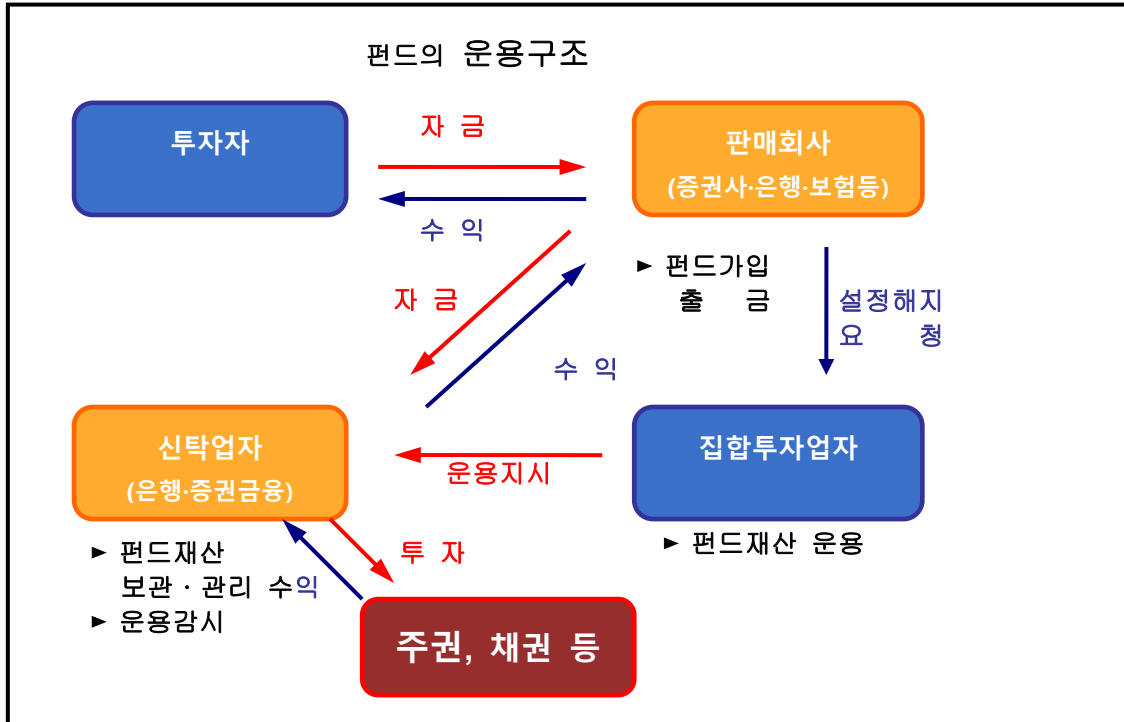 펀드의 운용구조
투자자
자 금
판매회사
(증권사·은행·보험등)
수 익
► 펀드가입
출 금
자 금
설정해지
요 청
수 익
신탁업자
(은행·증권금융)
집합투자업자
운용지시
► 펀드재산 운용
투 자
► 펀드재산
보관 · 관리 수익
► 운용감시
주권, 채권 등